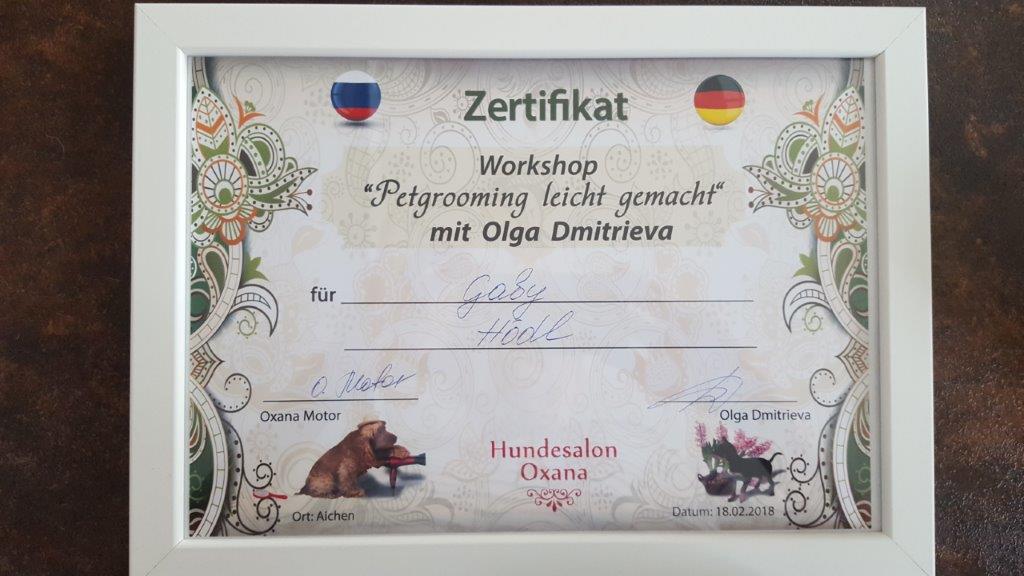 Zertifikat
Workshop
“Petgrooming leicht gemacht“
mit Olga Dmitrieva
für Gaby
Hödl
O. Motor
Oxana Motor
Olga Dmitrieva
Hundesalon
Oxana
Ort: Aichen
Datum: 18.02.2018